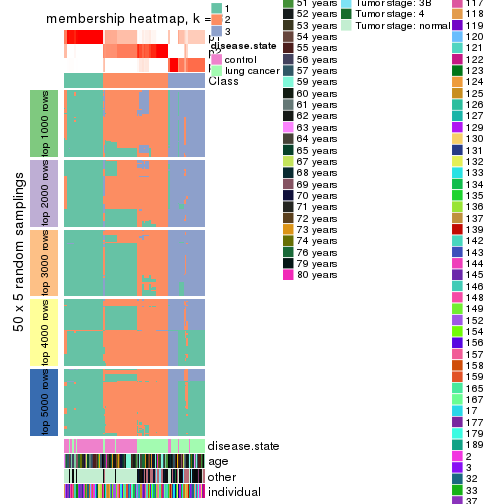 membership heatmap, k =
1
2
3
disease.state
control
lung cancer
Class
50 x 5 random samplings
top 1000 rows
top 2000 rows
top 3000 rows
top 4000 rows
top 5000 rows
disease.state
age
other
individual
51 years
52 years
53 years
54 years
55 years
56 years
57 years
59 years
60 years
61 years
62 years
63 years
64 years
65 years
67 years
68 years
69 years
70 years
71 years
72 years
73 years
74 years
76 years
79 years
80 years
Tumor stage: 3B
Tumor stage: 4
Tumor stage: normal
117
118
119
120
121
122
123
124
125
126
127
129
130
131
132
133
134
135
136
137
139
142
143
144
145
146
148
149
152
154
156
157
158
159
165
167
17
177
179
189
2
3
32
33
37